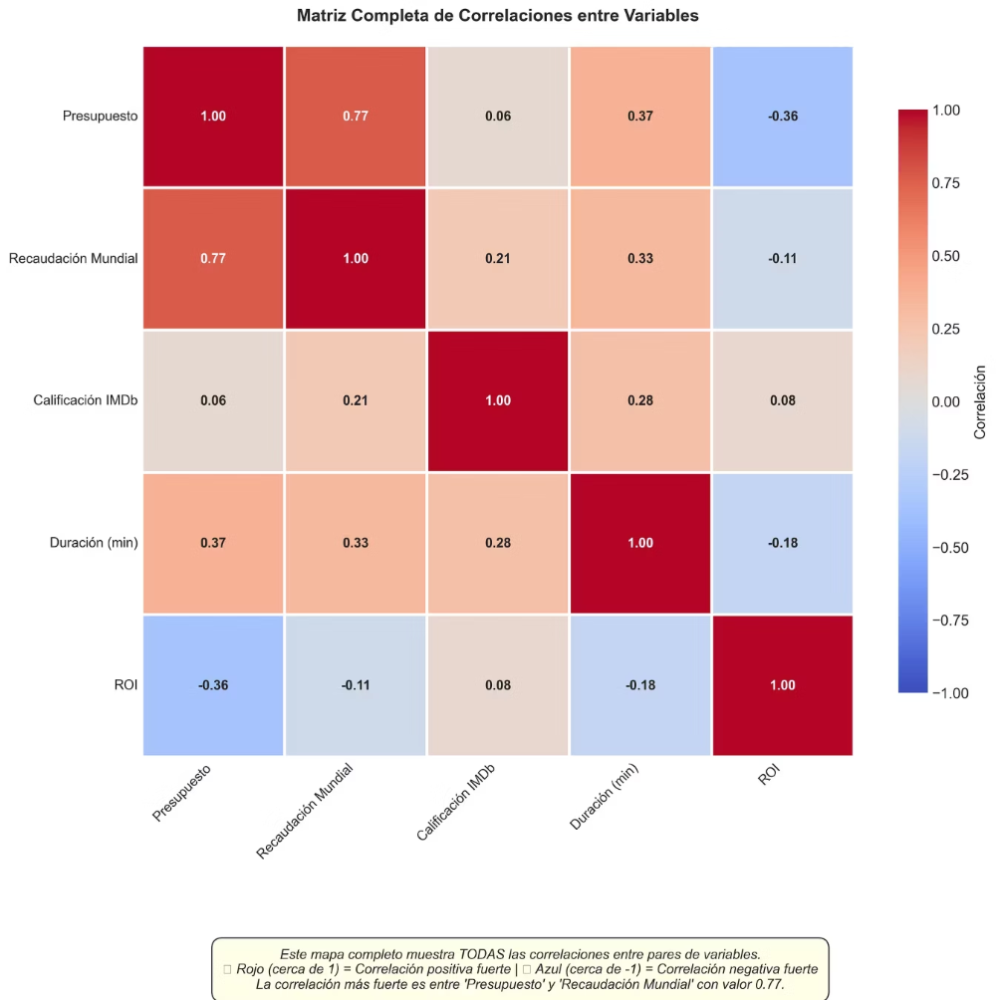 Matriz Completa de Correlaciones entre Variables
Presupuesto 1.00 0.77 0.06 0.37 -0.36
Recaudación Mundial 0.77 1.00 0.21 0.33 -0.11
Calificación IMDb 0.06 0.21 1.00 0.28 0.08
Duración (min) 0.37 0.33 0.28 1.00 -0.18
ROI -0.36 -0.11 0.08 -0.18 1.00
Presupuesto
Recaudación Mundial
Calificación IMDb
Duración (min)
ROI
1.00
0.75
0.50
0.25
0.00
−0.25
−0.50
−0.75
−1.00
Correlación
Este mapa completo muestra TODAS las correlaciones entre pares de variables.
▯ Rojo (cerca de 1) = Correlación positiva fuerte | ▯ Azul (cerca de -1) = Correlación negativa fuerte
La correlación más fuerte es entre 'Presupuesto' y 'Recaudación Mundial' con valor 0.77.